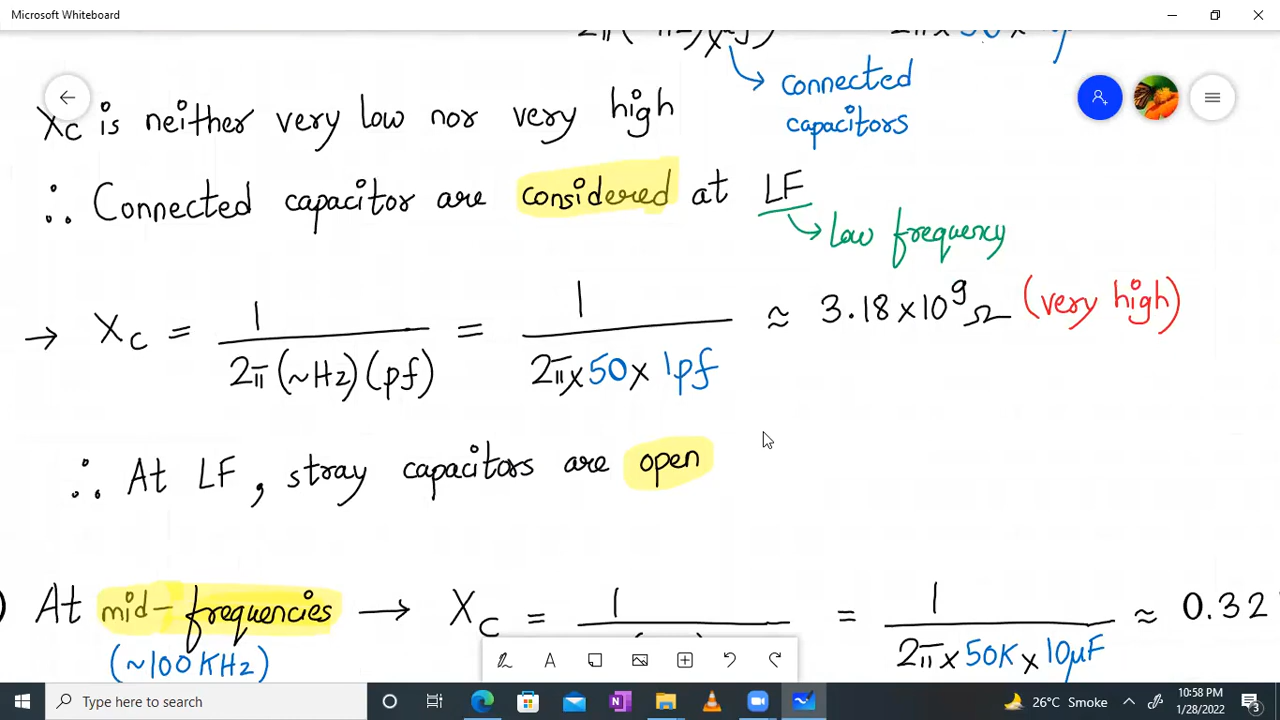 Microsoft Whiteboard
Connected
capacitors
Xc is neither very low nor very high
∴ Connected capacitor are considered at LF
Low frequency
→ Xc = 1 / 2π(~Hz)(pf) = 1 / 2π×50×1pf ≈ 3.18×10⁹Ω (very high)
∴ At LF, stray capacitors are open
) At mid-frequencies → Xc = 1 = 1 / 2π×50K×10μF ≈ 0.32
(~100KHz)
Type here to search
26°C Smoke
10:58 PM
1/28/2022
3